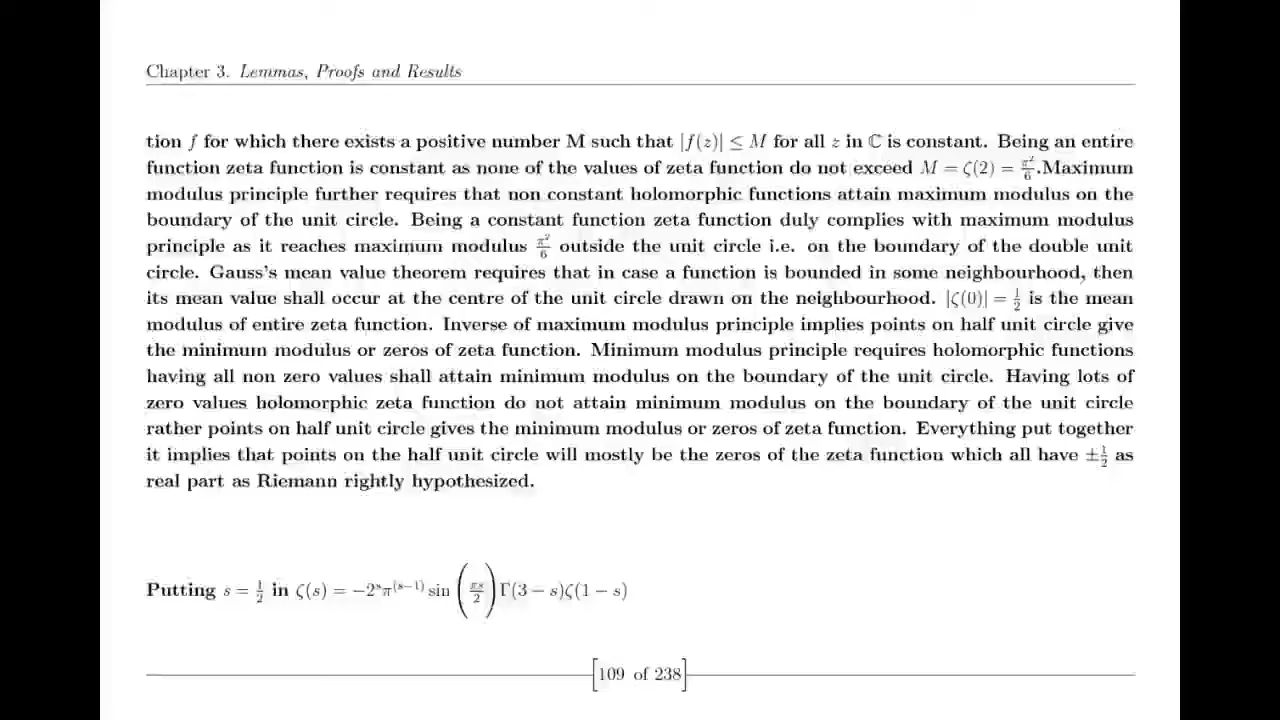 Chapter 3. Lemmas, Proofs and Results
tion f for which there exists a positive number M such that |f(z)| ≤ M for all z in ℂ is constant. Being an entire
function zeta function is constant as none of the values of zeta function do not exceed M = ζ(2) = π²/6.Maximum
modulus principle further requires that non constant holomorphic functions attain maximum modulus on the
boundary of the unit circle. Being a constant function zeta function duly complies with maximum modulus
principle as it reaches maximum modulus π²/6 outside the unit circle i.e. on the boundary of the double unit
circle. Gauss's mean value theorem requires that in case a function is bounded in some neighbourhood, then
its mean value shall occur at the centre of the unit circle drawn on the neighbourhood. |ζ(0)| = 1/2 is the mean
modulus of entire zeta function. Inverse of maximum modulus principle implies points on half unit circle give
the minimum modulus or zeros of zeta function. Minimum modulus principle requires holomorphic functions
having all non zero values shall attain minimum modulus on the boundary of the unit circle. Having lots of
zero values holomorphic zeta function do not attain minimum modulus on the boundary of the unit circle
rather points on half unit circle gives the minimum modulus or zeros of zeta function. Everything put together
it implies that points on the half unit circle will mostly be the zeros of the zeta function which all have ±1/2 as
real part as Riemann rightly hypothesized.
Putting s = 1/2 in ζ(s) = −2^s π^(s−1) sin(πs/2)Γ(3 − s)ζ(1 − s)
[109 of 238]